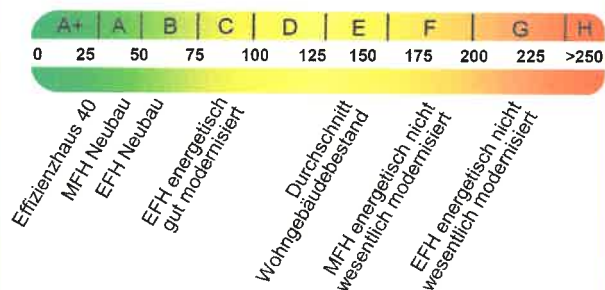 A+ A B C D E F G H
0 25 50 75 100 125 150 175 200 225 >250
Effizienzhaus 40
MFH Neubau
EFH Neubau
EFH energetisch
gut modernisiert
Durchschnitt
Wohngebäudebestand
MFH energetisch nicht
wesentlich modernisiert
EFH energetisch nicht
wesentlich modernisiert